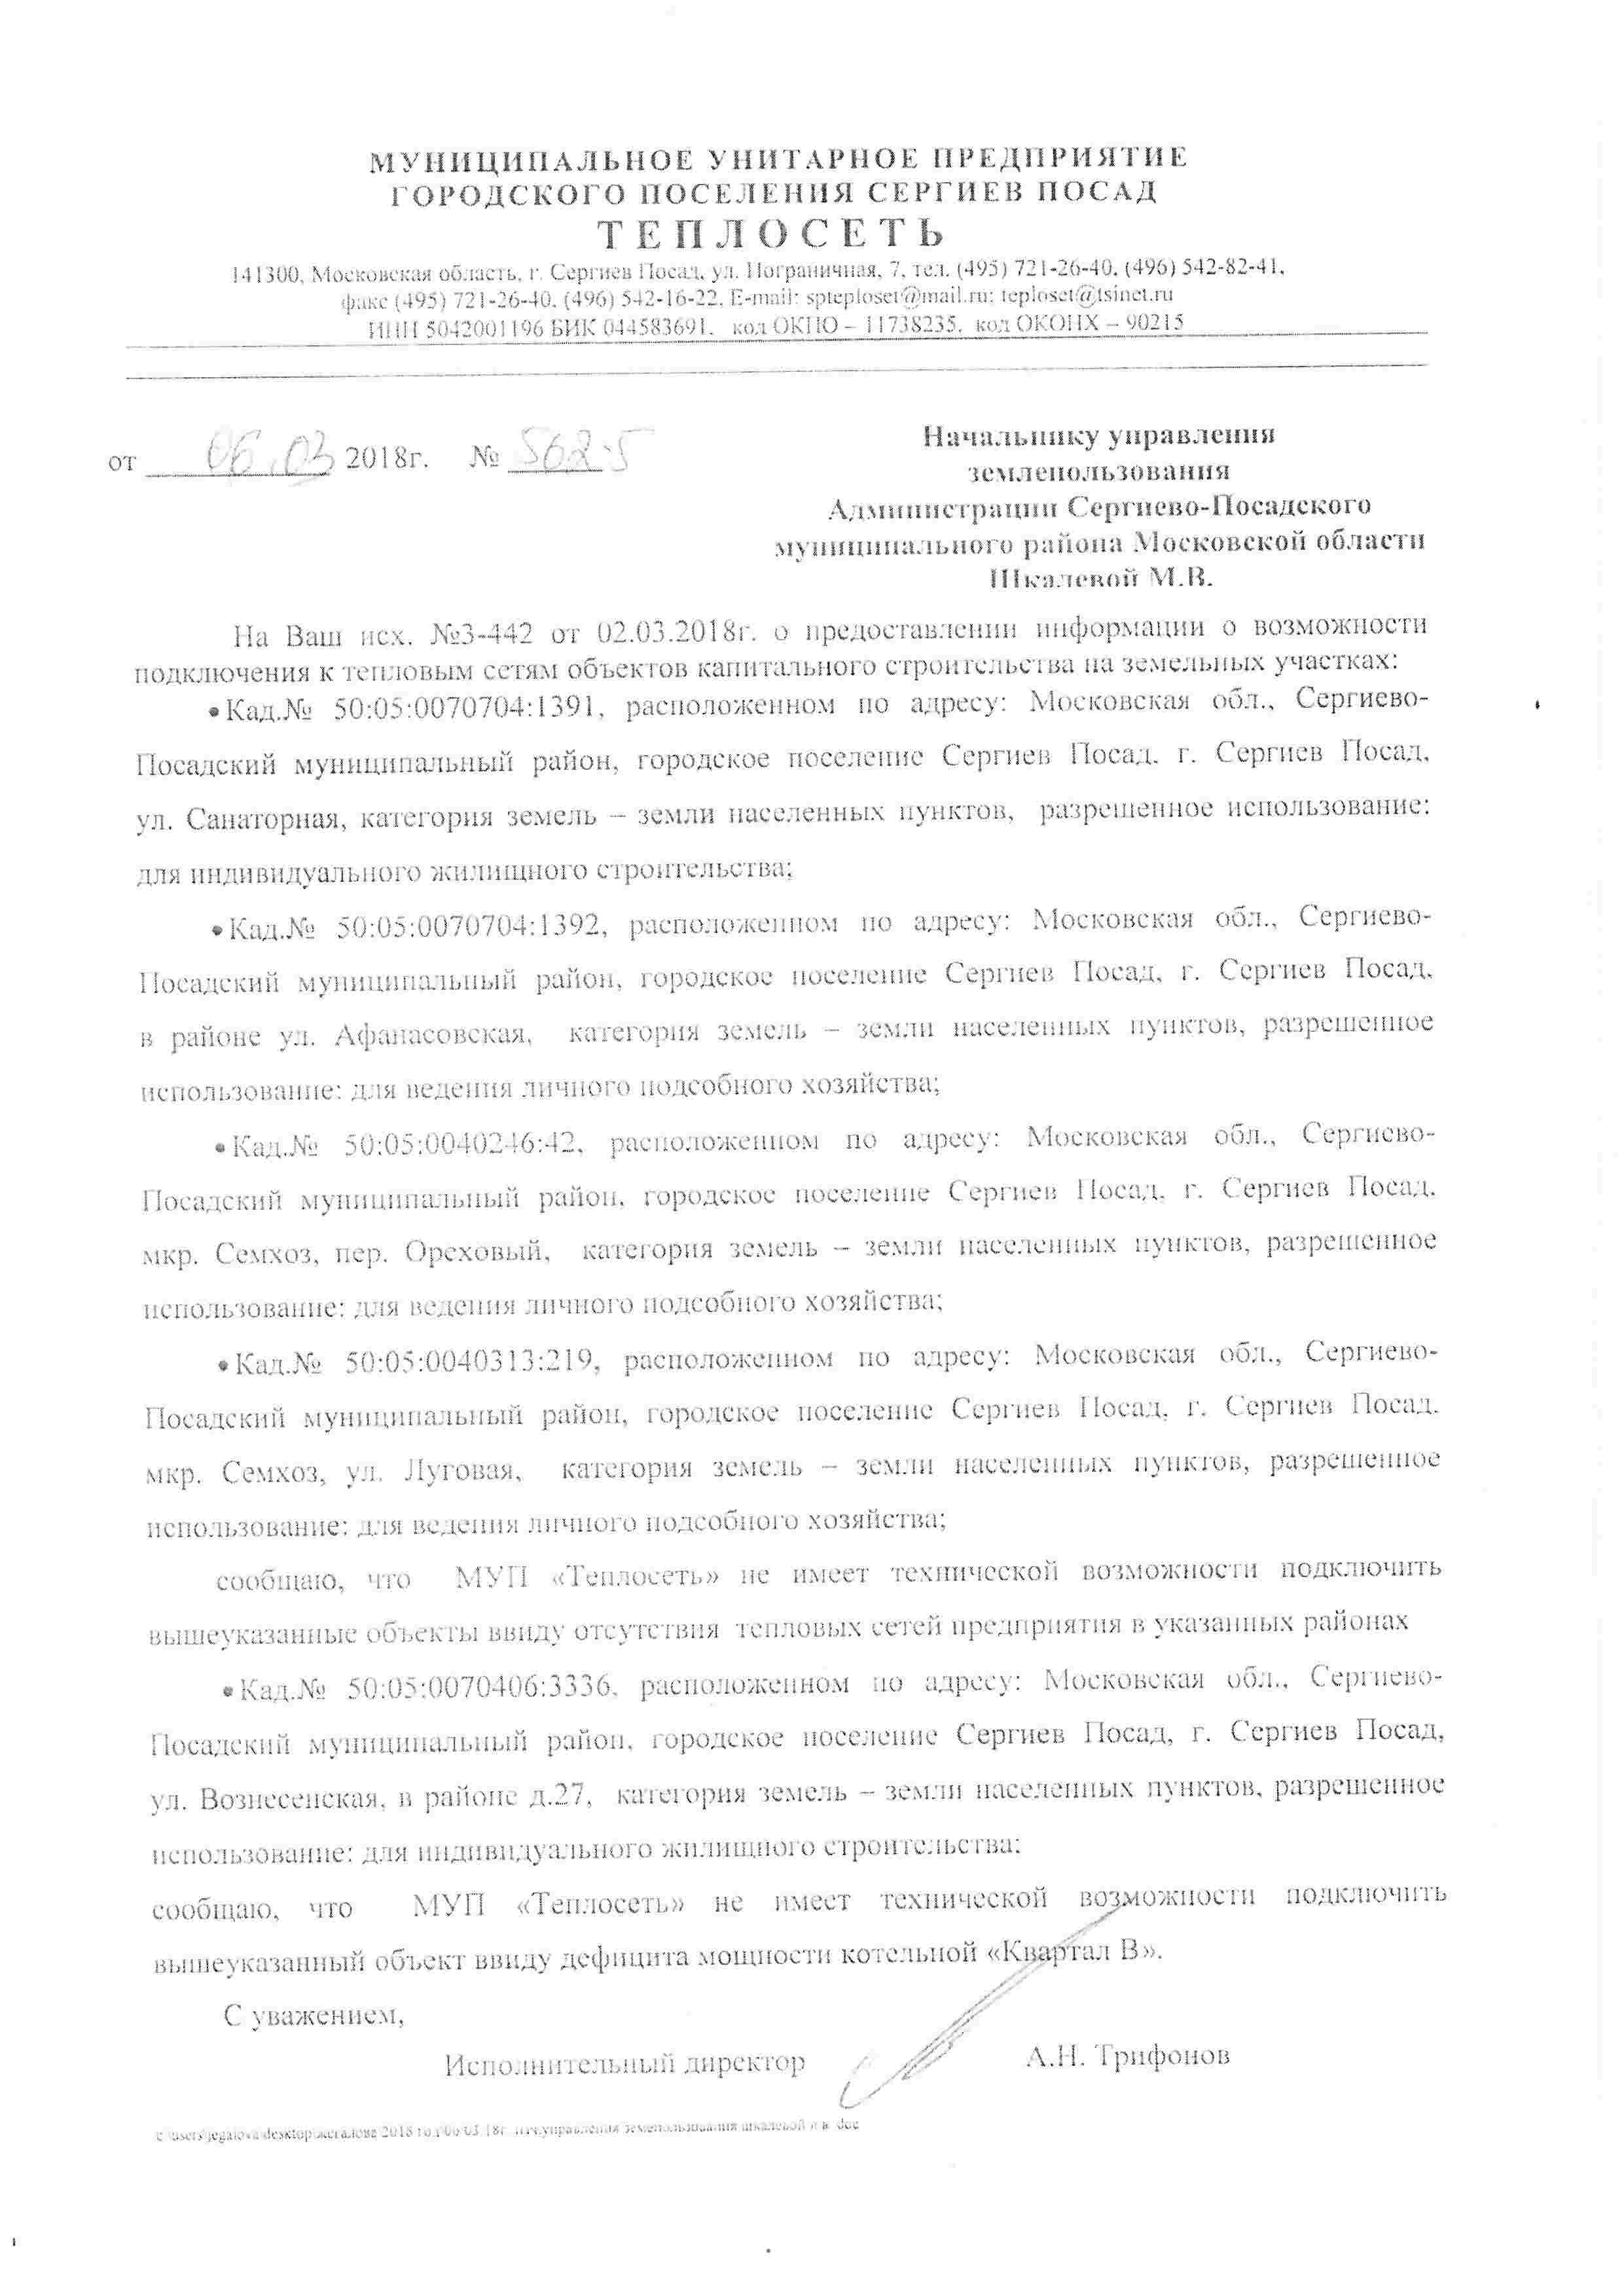 МУНИЦИПАЛЬНОЕ УНИТАРНОЕ ПРЕДПРИЯТИЕ
ГОРОДСКОГО ПОСЕЛЕНИЯ СЕРГИЕВ ПОСАД
ТЕПЛОСЕТЬ
141300, Московская область, г. Сергиев Посад, ул. Пограничная, 7, тел. (495) 721-26-40, (496) 542-82-41,
факс (495) 721-26-40, (496) 542-16-22, E-mail: spteploset@mail.ru; teploset@tsinet.ru
ИНН 5042001196 БИК 044583691, код ОКПО – 11738235, код ОКОНХ – 90215
от 06.03 2018г. № 562-5
Начальнику управления
землепользования
Администрации Сергиево-Посадского
муниципального района Московской области
Шкалевой М.В.
На Ваш исх. №3-442 от 02.03.2018г. о предоставлении информации о возможности
подключения к тепловым сетям объектов капитального строительства на земельных участках:
•Кад.№ 50:05:0070704:1391, расположенном по адресу: Московская обл., Сергиево-
Посадский муниципальный район, городское поселение Сергиев Посад, г. Сергиев Посад,
ул. Санаторная, категория земель – земли населенных пунктов, разрешенное использование:
для индивидуального жилищного строительства;
•Кад.№ 50:05:0070704:1392, расположенном по адресу: Московская обл., Сергиево-
Посадский муниципальный район, городское поселение Сергиев Посад, г. Сергиев Посад,
в районе ул. Афанасовская, категория земель – земли населенных пунктов, разрешенное
использование: для ведения личного подсобного хозяйства;
•Кад.№ 50:05:0040246:42, расположенном по адресу: Московская обл., Сергиево-
Посадский муниципальный район, городское поселение Сергиев Посад, г. Сергиев Посад,
мкр. Семхоз, пер. Ореховый, категория земель – земли населенных пунктов, разрешенное
использование: для ведения личного подсобного хозяйства;
•Кад.№ 50:05:0040313:219, расположенном по адресу: Московская обл., Сергиево-
Посадский муниципальный район, городское поселение Сергиев Посад, г. Сергиев Посад,
мкр. Семхоз, ул. Луговая, категория земель – земли населенных пунктов, разрешенное
использование: для ведения личного подсобного хозяйства;
сообщаю, что МУП «Теплосеть» не имеет технической возможности подключить
вышеуказанные объекты ввиду отсутствия тепловых сетей предприятия в указанных районах
•Кад.№ 50:05:0070406:3336, расположенном по адресу: Московская обл., Сергиево-
Посадский муниципальный район, городское поселение Сергиев Посад, г. Сергиев Посад,
ул. Вознесенская, в районе д.27, категория земель – земли населенных пунктов, разрешенное
использование: для индивидуального жилищного строительства;
сообщаю, что МУП «Теплосеть» не имеет технической возможности подключить
вышеуказанный объект ввиду дефицита мощности котельной «Квартал В».
С уважением,
Исполнительный директор А.Н. Трифонов
c:\users\jegalova\desktop\жегалова 2018 год\06 03 18г. шкалевой doc